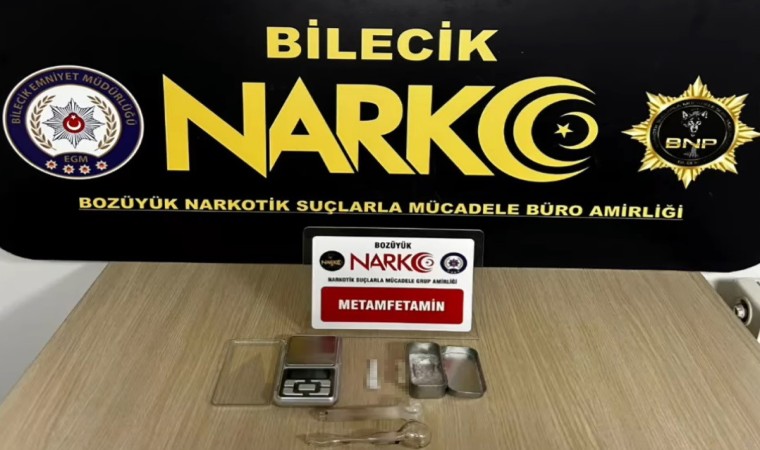 BİLECİK
NARKO
BİLECİK EMNİYET MÜDÜRLÜĞÜ
EGM
BNP
BOZÜYÜK NARKOTİK SUÇLARLA MÜCADELE BÜRO AMİRLİĞİ
BOZÜYÜK
NARKO
NARKOTİK SUÇLARLA MÜCADELE GRUP AMİRLİĞİ
METAMFETAMİN